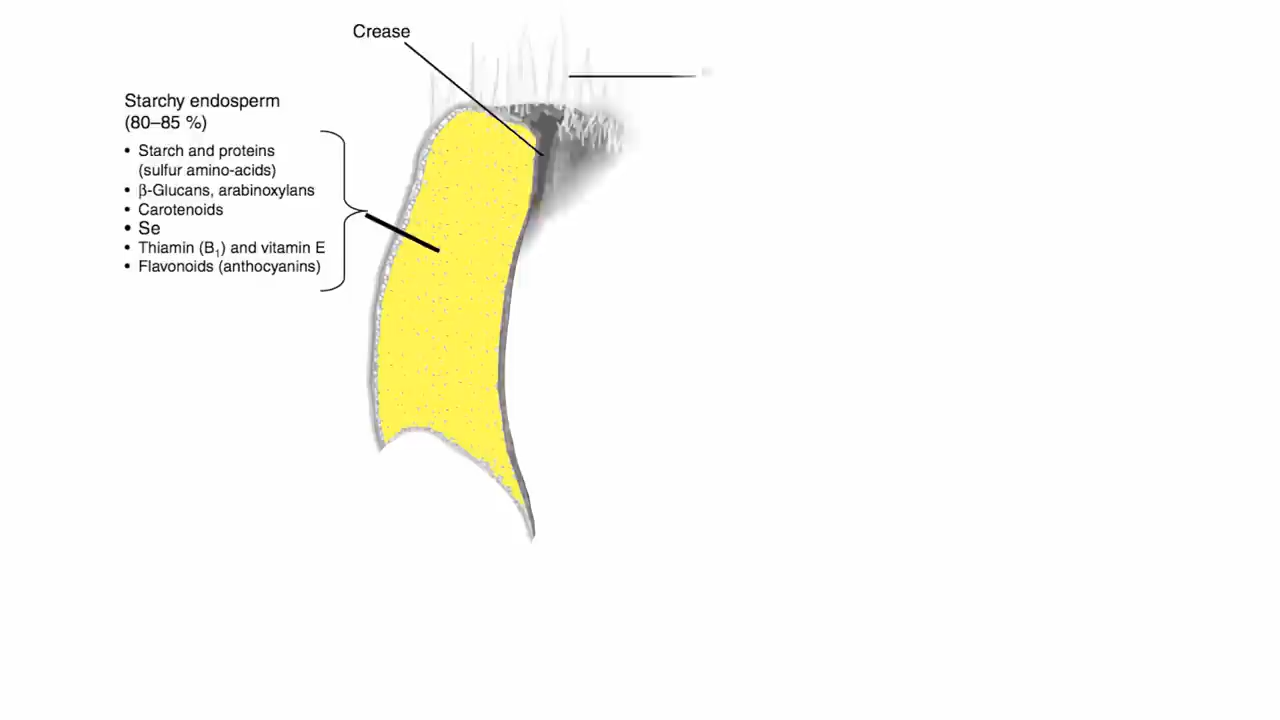 Crease
Starchy endosperm
(80–85 %)
• Starch and proteins
(sulfur amino-acids)
• β-Glucans, arabinoxylans
• Carotenoids
• Se
• Thiamin (B₁) and vitamin E
• Flavonoids (anthocyanins)